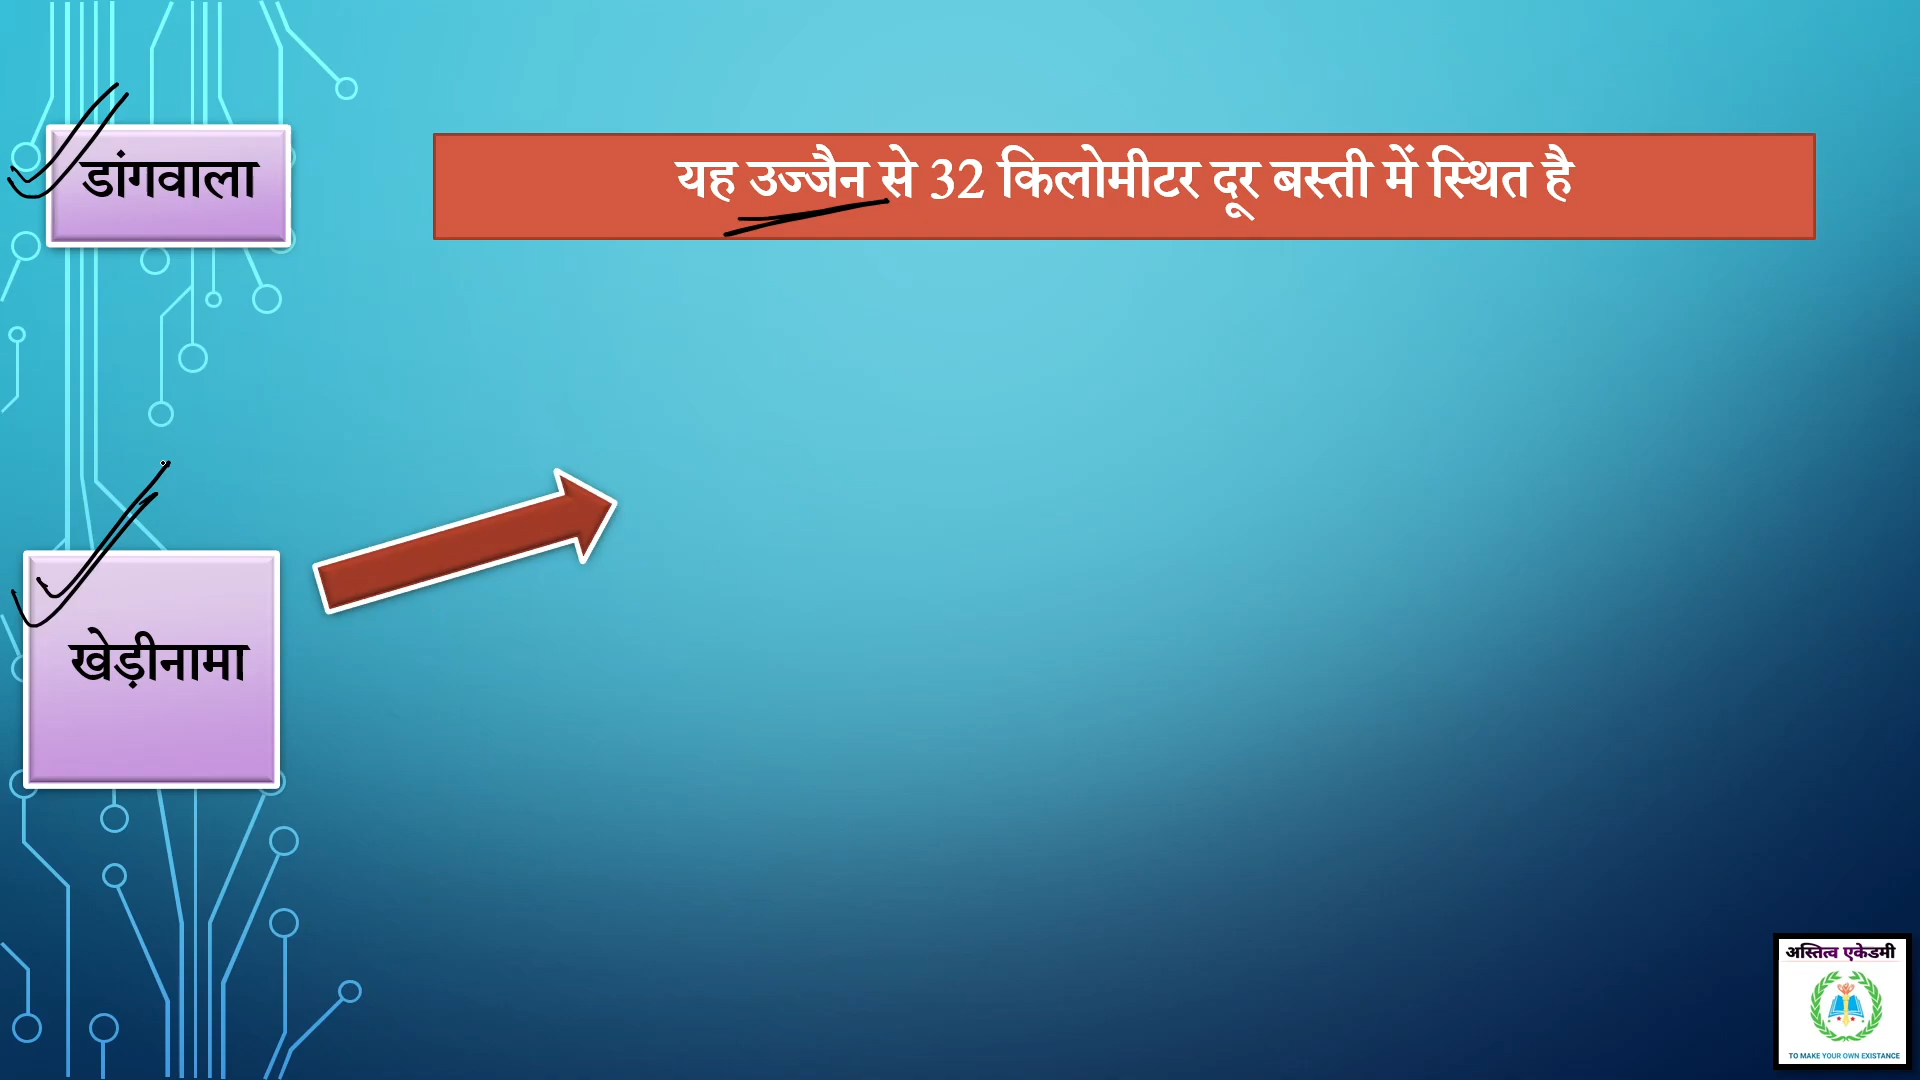 डांगवाला
यह उज्जैन से 32 किलोमीटर दूर बस्ती में स्थित है
खेड़ीनामा
अस्तित्व एकेडमी
TO MAKE YOUR OWN EXISTANCE